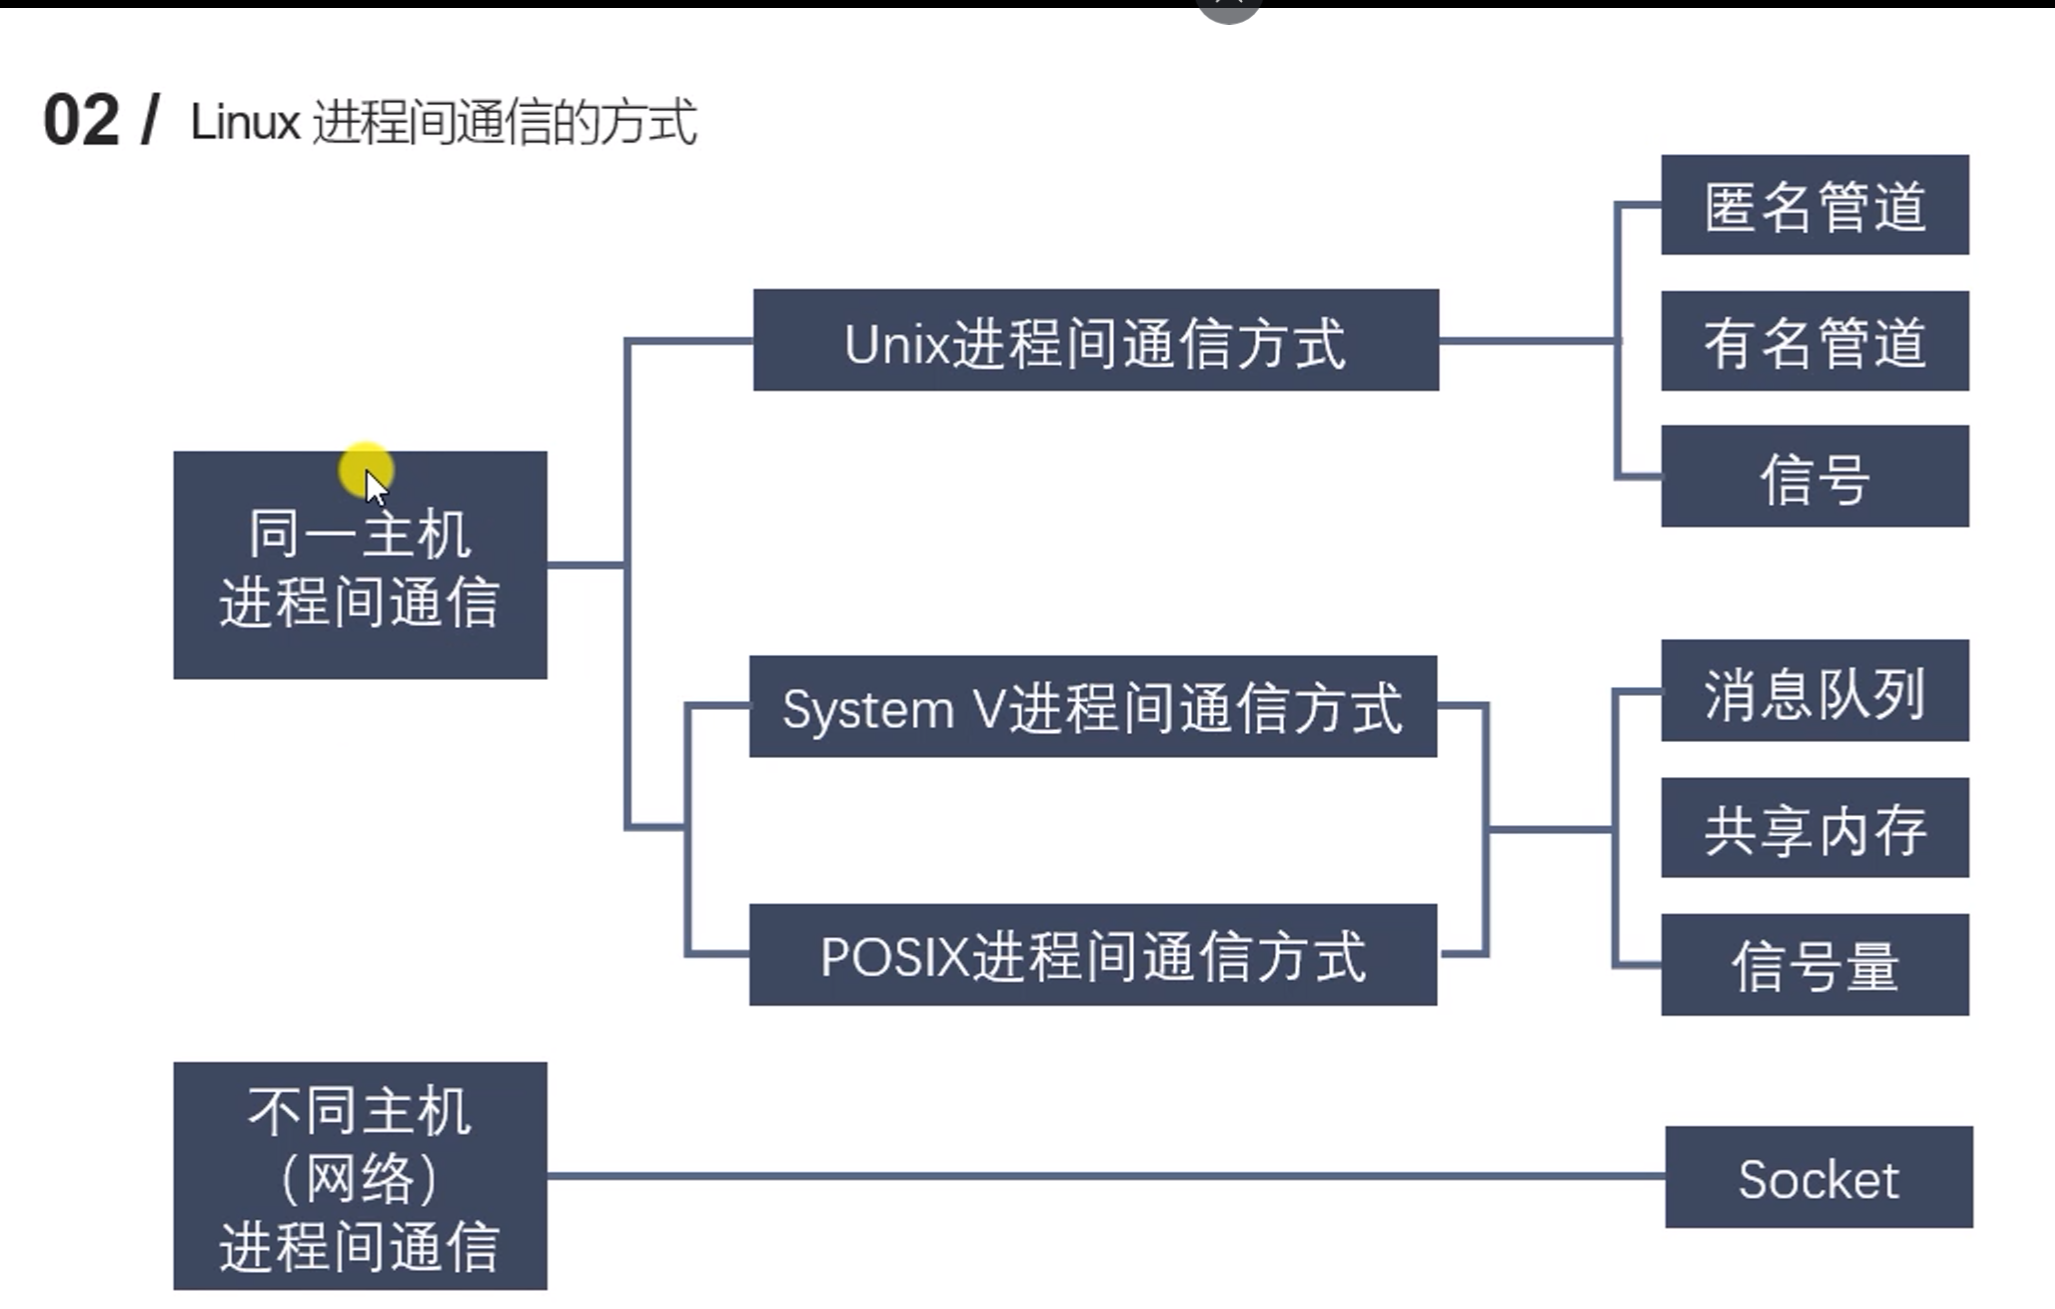 02 / Linux 进程间通信的方式
匿名管道
Unix进程间通信方式
有名管道
信号
同一主机
进程间通信
System V进程间通信方式
消息队列
共享内存
POSIX进程间通信方式
信号量
不同主机
(网络)
进程间通信
Socket